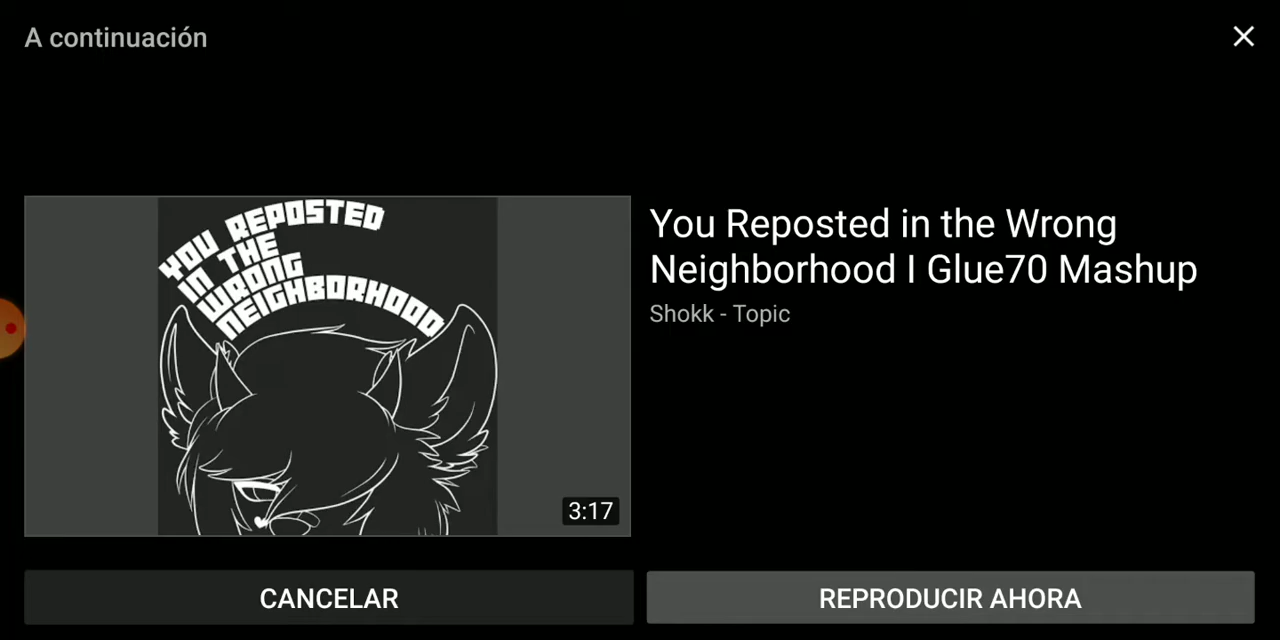 A continuación
YOU REPOSTED
IN THE
WRONG
NEIGHBORHOOD
3:17
You Reposted in the Wrong
Neighborhood I Glue70 Mashup
Shokk - Topic
CANCELAR
REPRODUCIR AHORA